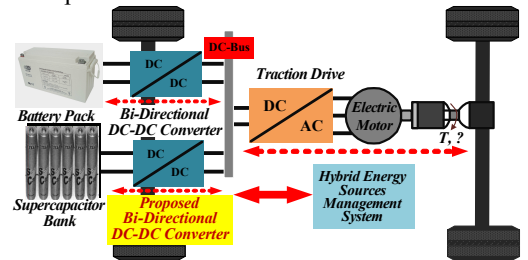 DC-Bus
DC
DC
Traction Drive
Battery Pack
Bi-Directional
DC-DC Converter
DC
AC
Electric
Motor
T, ?
DC
DC
Supercapacitor
Bank
Proposed
Bi-Directional
DC-DC Converter
Hybrid Energy
Sources
Management
System